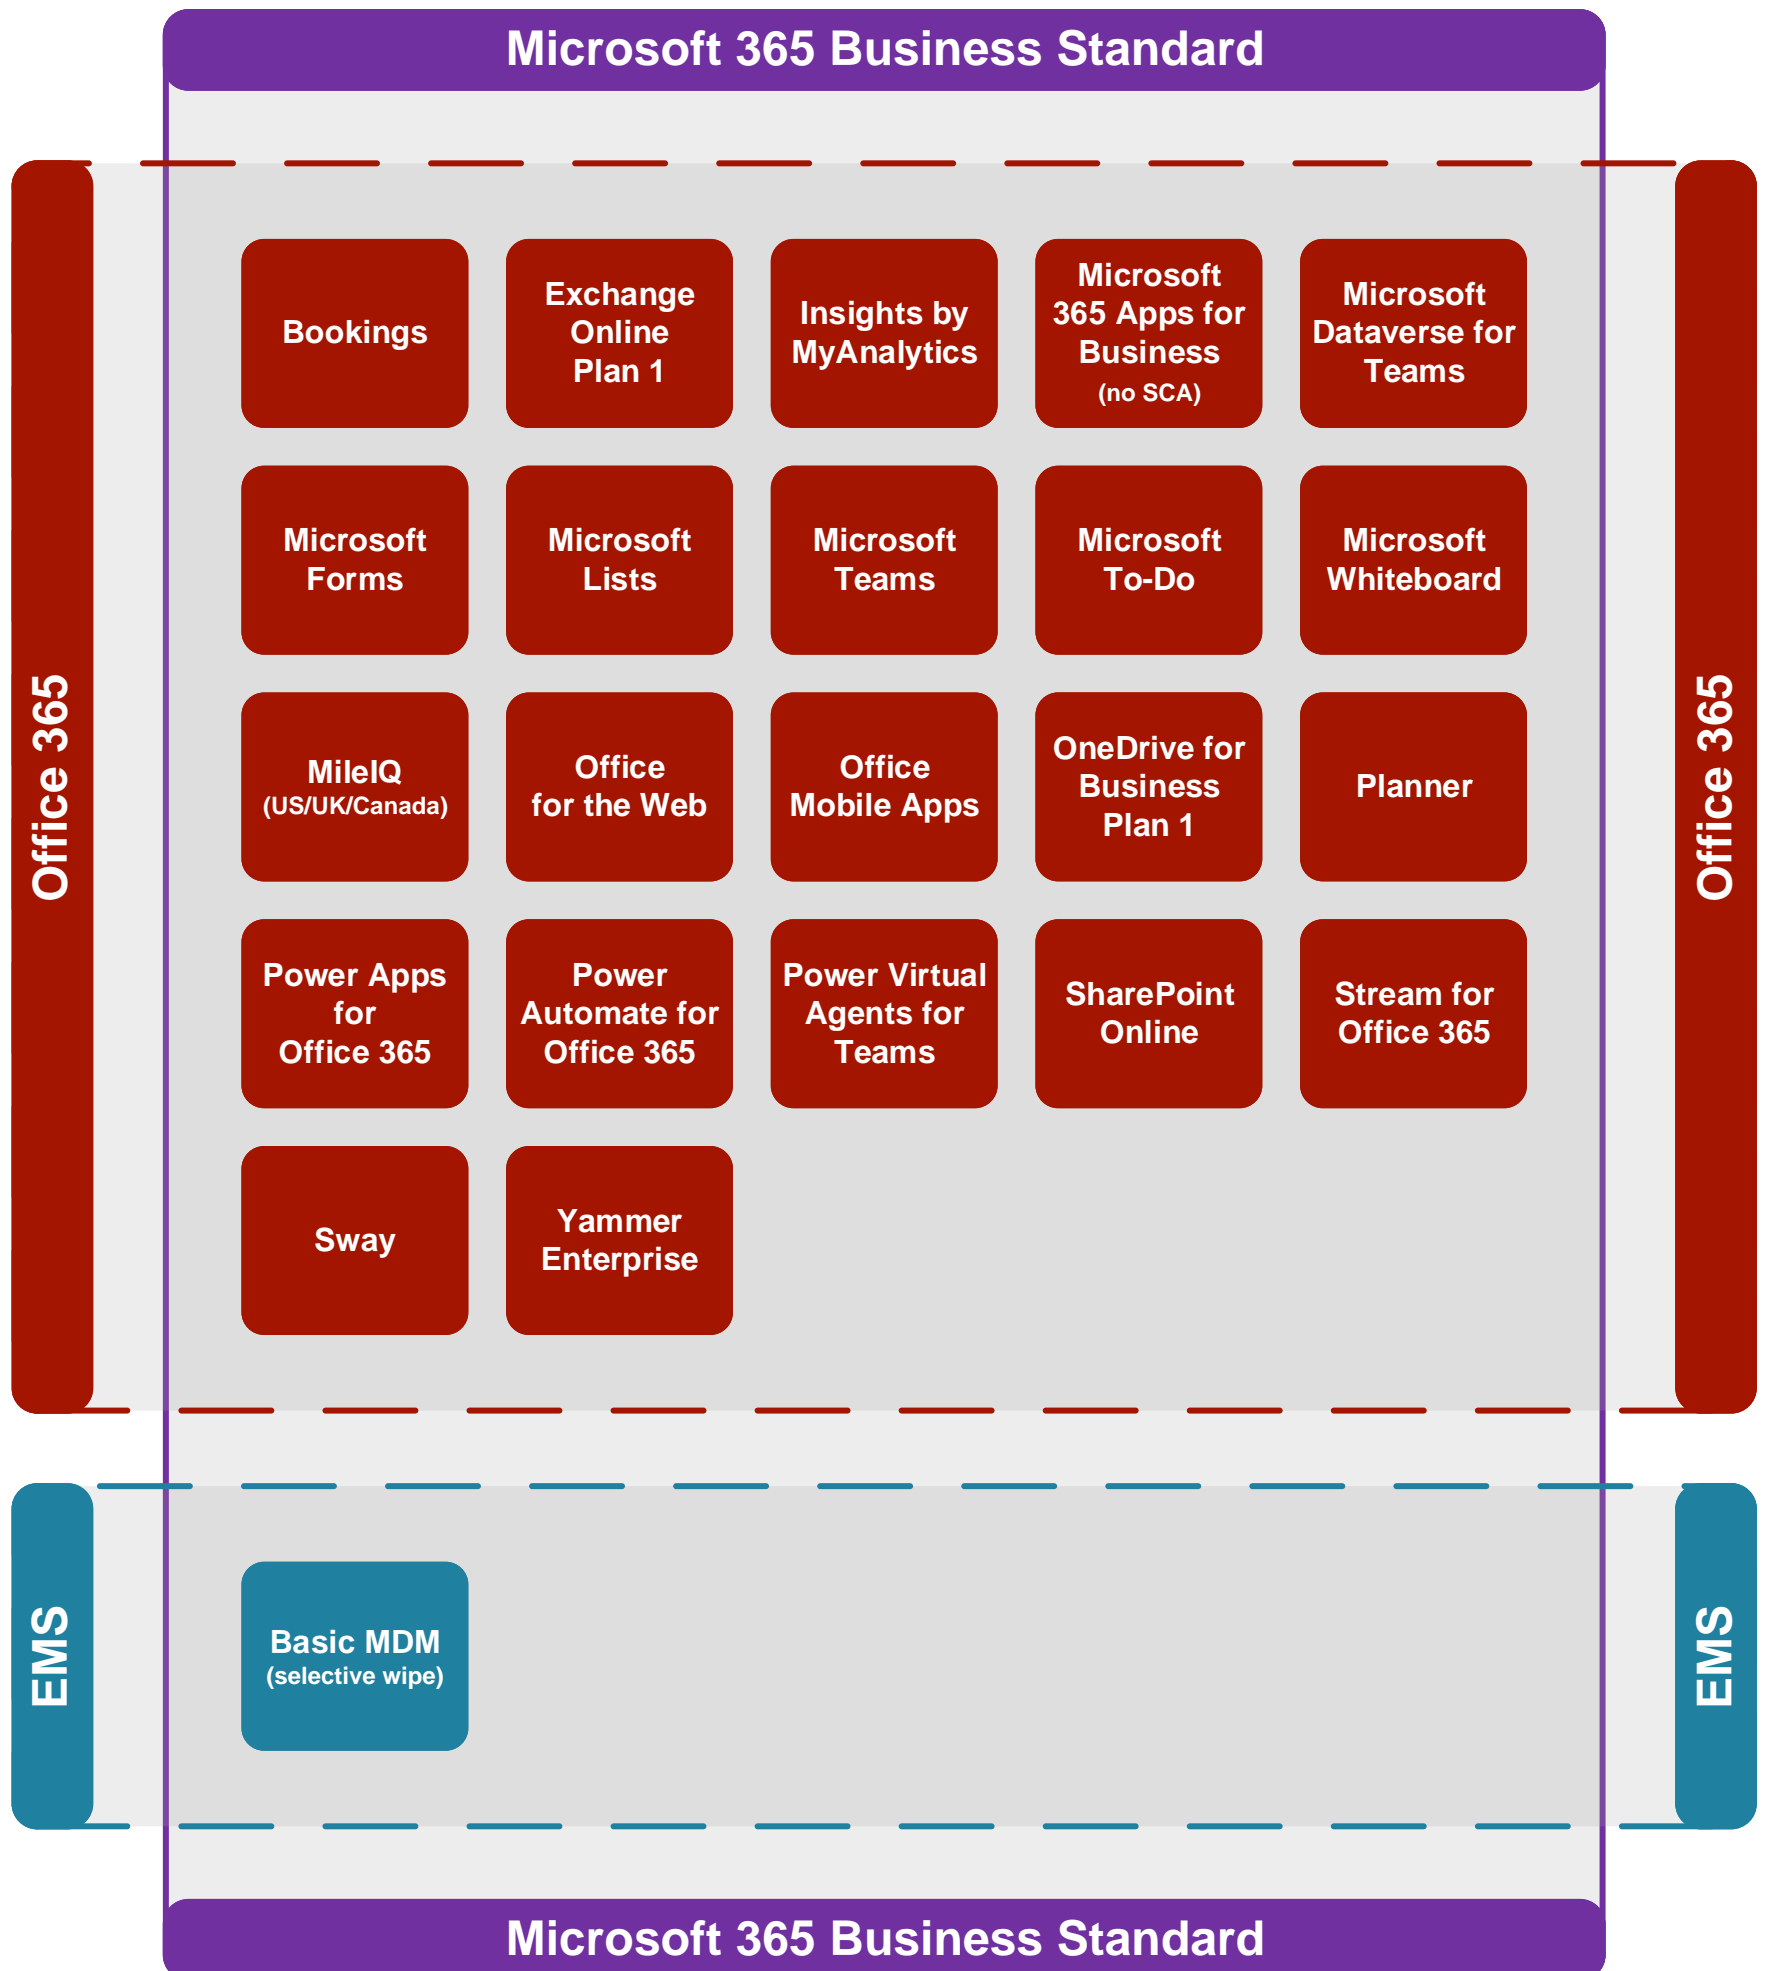 Microsoft 365 Business Standard
Office 365
Bookings
Exchange
Online
Plan 1
Insights by
MyAnalytics
Microsoft
365 Apps for
Business
(no SCA)
Microsoft
Dataverse for
Teams
Microsoft
Forms
Microsoft
Lists
Microsoft
Teams
Microsoft
To-Do
Microsoft
Whiteboard
MileIQ
(US/UK/Canada)
Office
for the Web
Office
Mobile Apps
OneDrive for
Business
Plan 1
Planner
Power Apps
for
Office 365
Power
Automate for
Office 365
Power Virtual
Agents for
Teams
SharePoint
Online
Stream for
Office 365
Sway
Yammer
Enterprise
Office 365
EMS
Basic MDM
(selective wipe)
EMS
Microsoft 365 Business Standard